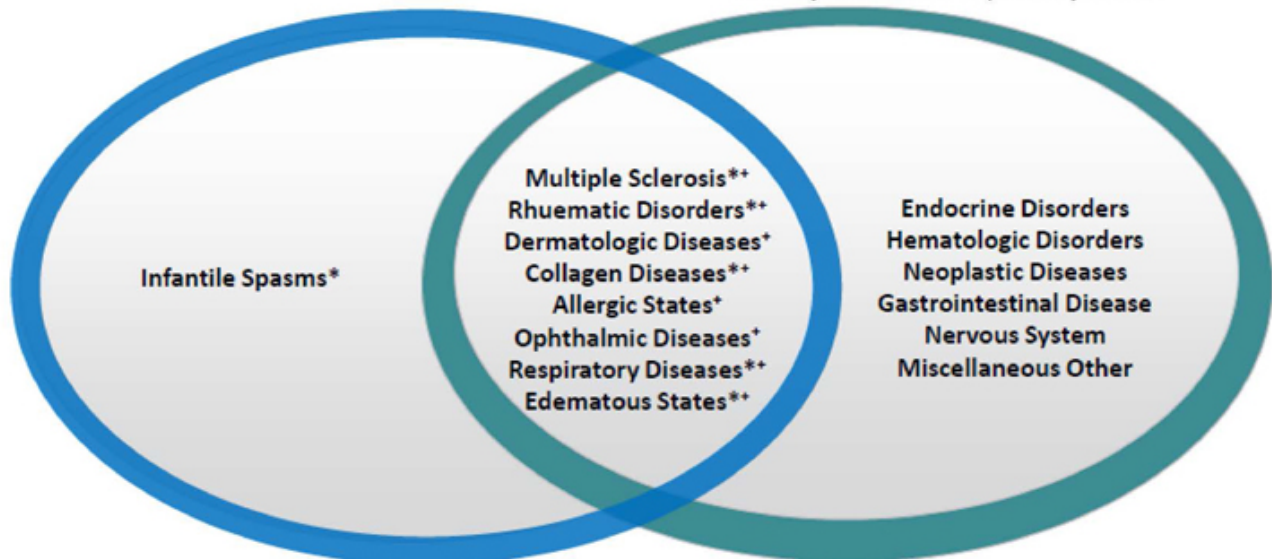 Infantile Spasms*
Multiple Sclerosis*⁺
Rhuematic Disorders*⁺
Dermatologic Diseases⁺
Collagen Diseases*⁺
Allergic States⁺
Ophthalmic Diseases⁺
Respiratory Diseases*⁺
Edematous States*⁺
Endocrine Disorders
Hematologic Disorders
Neoplastic Diseases
Gastrointestinal Disease
Nervous System
Miscellaneous Other